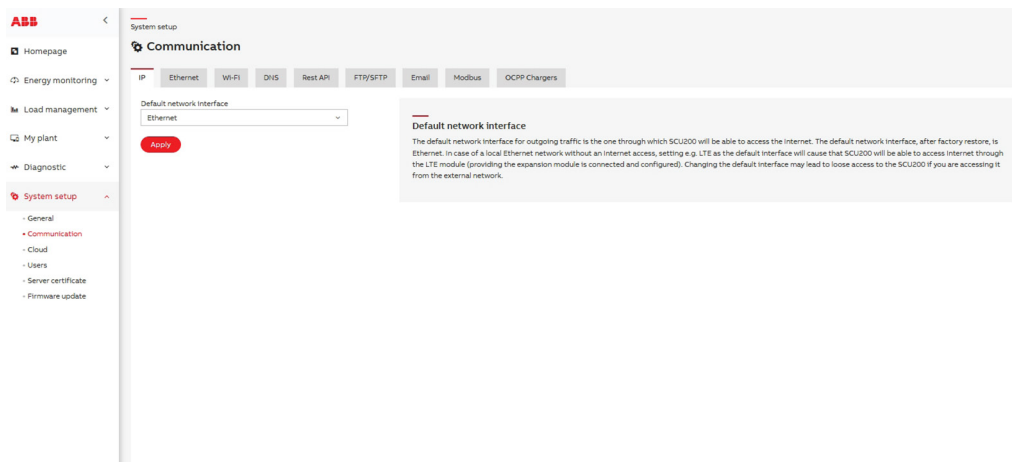 ABB
Homepage
Energy monitoring
Load management
My plant
Diagnostic
System setup
- General
• Communication
- Cloud
- Users
- Server certificate
- Firmware update
System setup
Communication
IP Ethernet Wi-Fi DNS Rest API FTP/SFTP Email Modbus OCPP Chargers
Default network interface
Ethernet
Apply
Default network interface
The default network interface for outgoing traffic is the one through which SCU200 will be able to access the internet. The default network interface, after factory restore, is
Ethernet. In case of a local Ethernet network without an internet access, setting e.g. LTE as the default interface will cause that SCU200 will be able to access internet through
the LTE module (providing the expansion module is connected and configured). Changing the default interface may lead to loose access to the SCU200 if you are accessing it
from the external network.